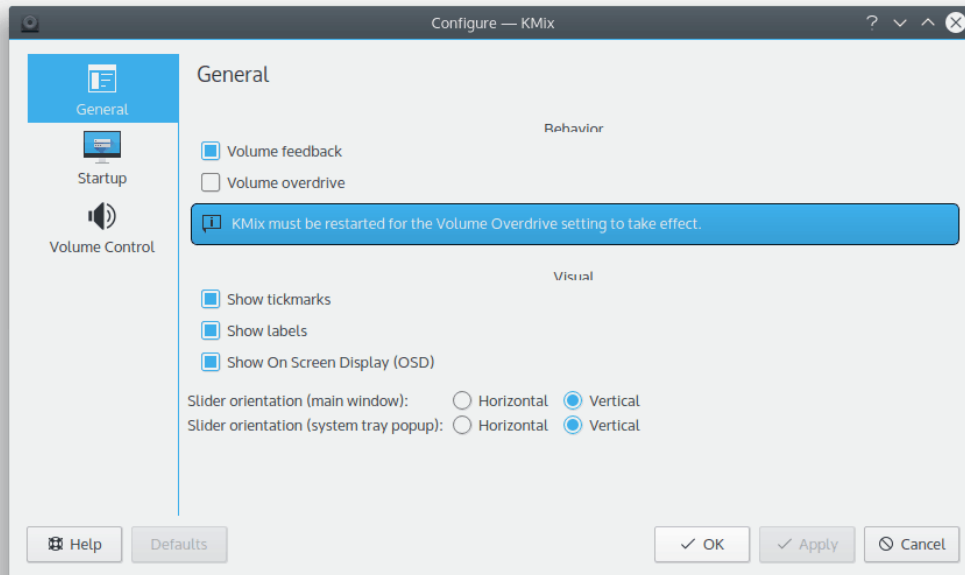 Configure — KMix
General
General
Startup
Volume Control
Behavior
Volume feedback
Volume overdrive
KMix must be restarted for the Volume Overdrive setting to take effect.
Visual
Show tickmarks
Show labels
Show On Screen Display (OSD)
Slider orientation (main window): Horizontal Vertical
Slider orientation (system tray popup): Horizontal Vertical
Help Defaults OK Apply Cancel